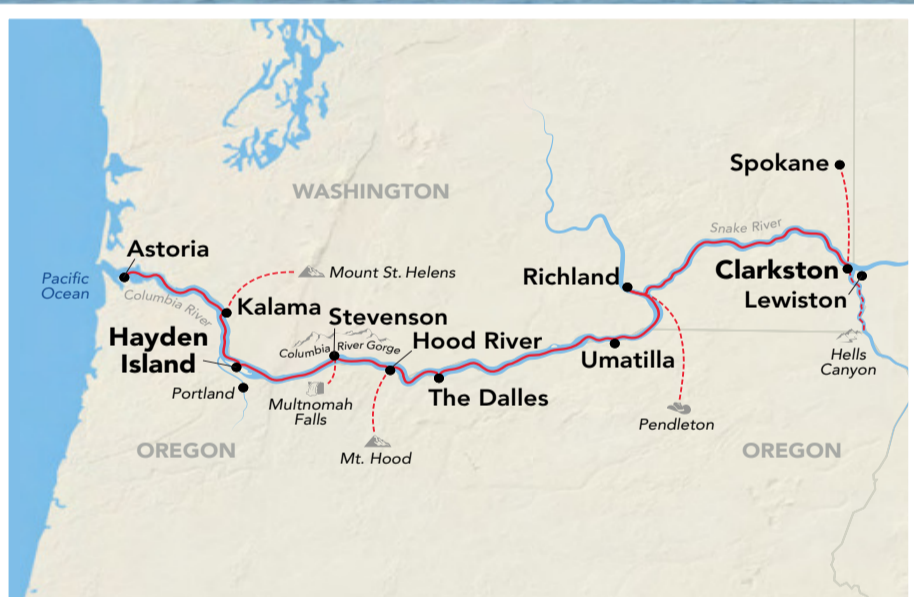 Spokane
WASHINGTON
Snake River
Astoria
Pacific
Ocean
Mount St. Helens
Richland
Clarkston
Lewiston
Columbia River
Kalama
Stevenson
Hayden
Island
Columbia River Gorge
Hood River
Umatilla
Hells
Canyon
Portland
Multnomah
Falls
The Dalles
Pendleton
OREGON
Mt. Hood
OREGON